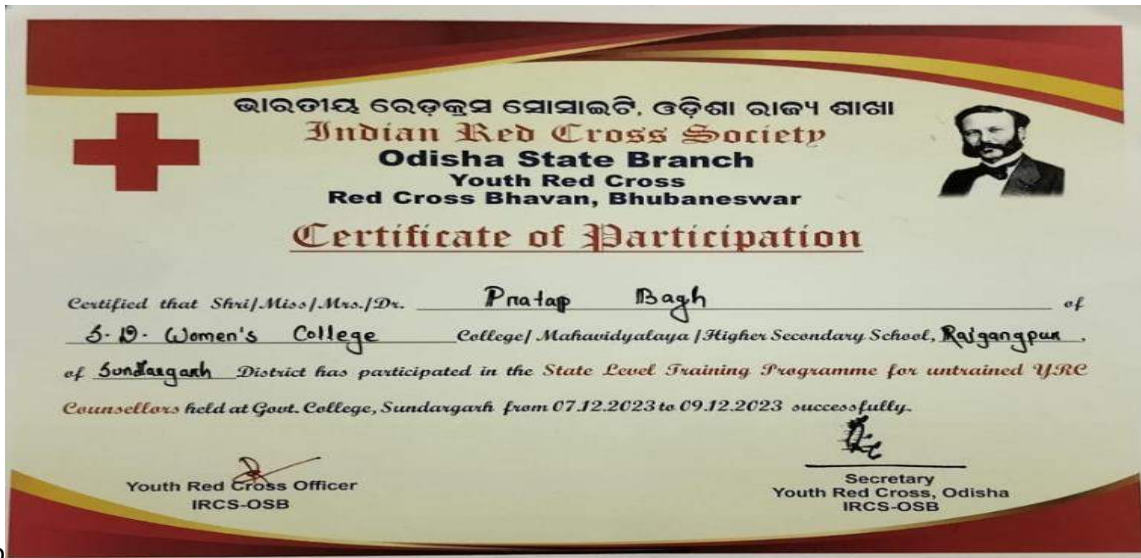 ଭାରତୀୟ ରେଡ଼କ୍ରସ ସୋସାଇଟି, ଓଡ଼ିଶା ରାଜ୍ୟ ଶାଖା
Indian Red Cross Society
Odisha State Branch
Youth Red Cross
Red Cross Bhavan, Bhubaneswar
Certificate of Participation
Certified that Shri/Miss/Mrs./Dr. Pratap Bagh of
S.D. Women's College College/Mahavidyalaya/Higher Secondary School, Rajgangpur,
of Sundargarh District has participated in the State Level Training Programme for untrained YRC
Counsellors held at Govt. College, Sundargarh from 07.12.2023 to 09.12.2023 successfully.
Youth Red Cross Officer
IRCS-OSB
Secretary
Youth Red Cross, Odisha
IRCS-OSB